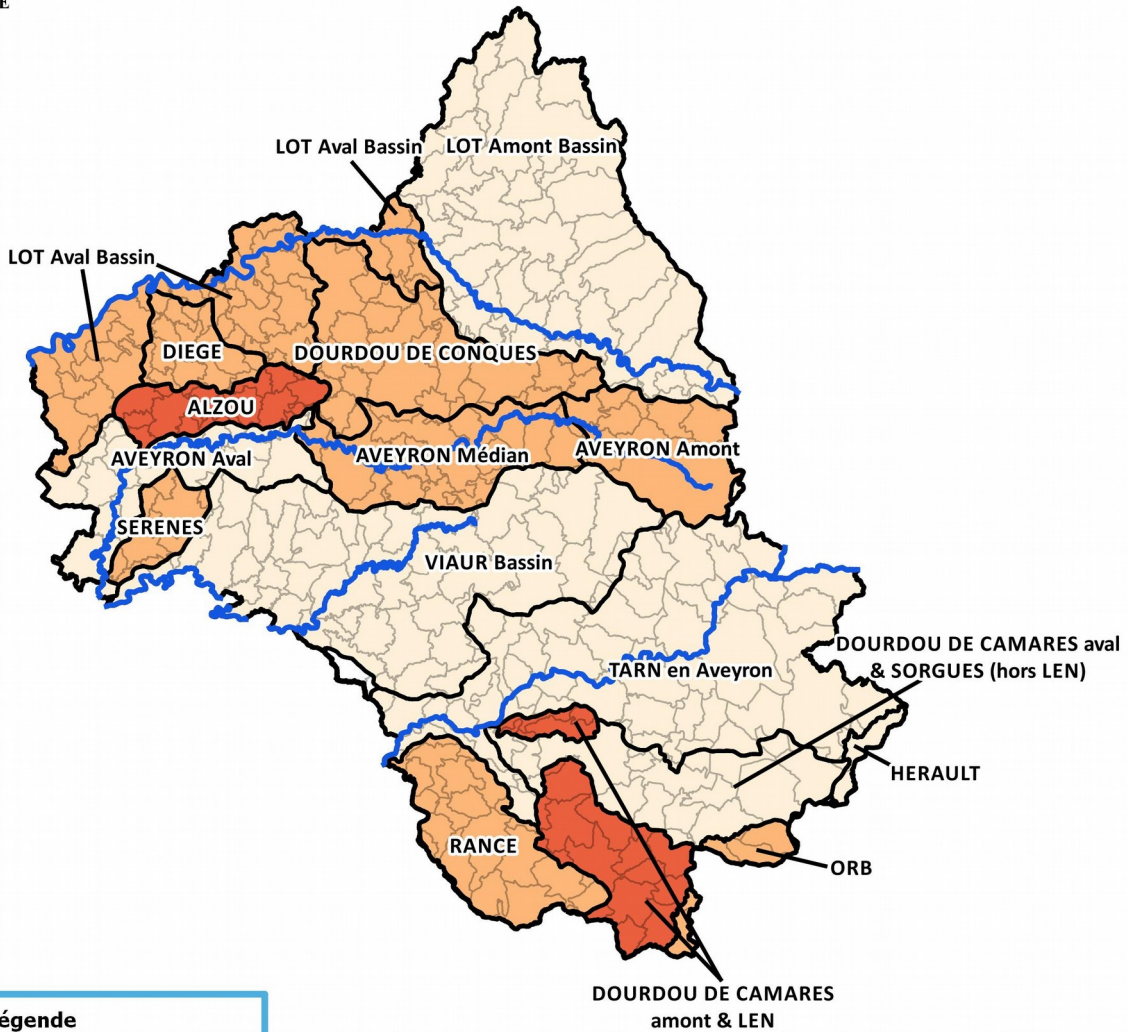 LOT Aval Bassin
LOT Amont Bassin
LOT Aval Bassin
DIEGE
DOURDOU DE CONQUES
ALZOU
AVEYRON Aval
AVEYRON Médian
AVEYRON Amont
SERENES
VIAUR Bassin
DOURDOU DE CAMARES aval
& SORGUES (hors LEN)
TARN en Aveyron
HERAULT
RANCE
ORB
DOURDOU DE CAMARES
amont & LEN
égende